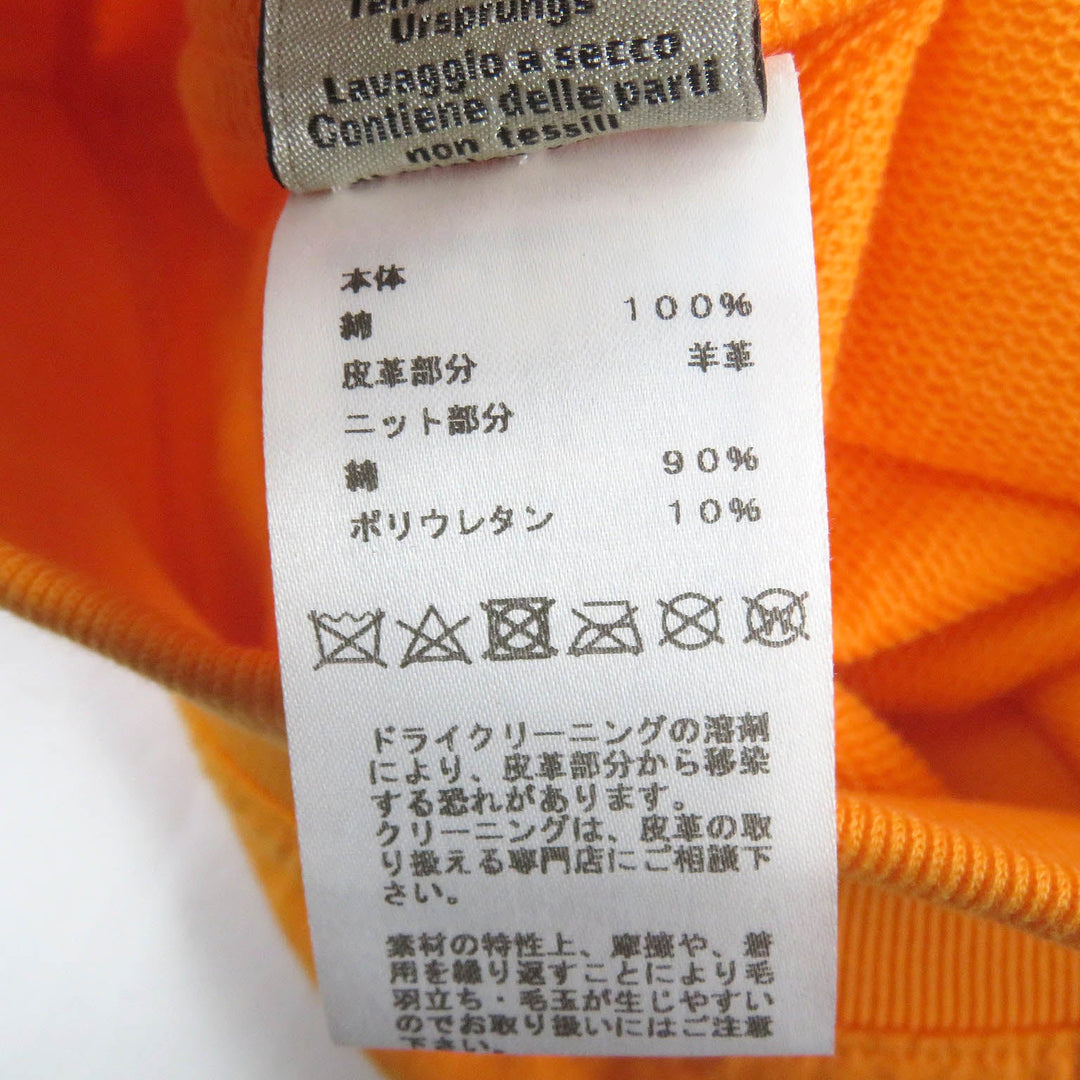 Ursprungs
Lavaggio a secco
Contiene delle parti
non tessili
本体
綿 １００％
皮革部分 羊革
ニット部分
綿 ９０％
ポリウレタン １０％
W
ドライクリーニングの溶剤
により、皮革部分から移染
する恐れがあります。
クリーニングは、皮革の取
り扱える専門店にご相談下
さい。
素材の特性上、摩擦や、着
用を繰り返すことにより毛
羽立ち・毛玉が生じやすい
のでお取り扱いにはご注意
下さい。